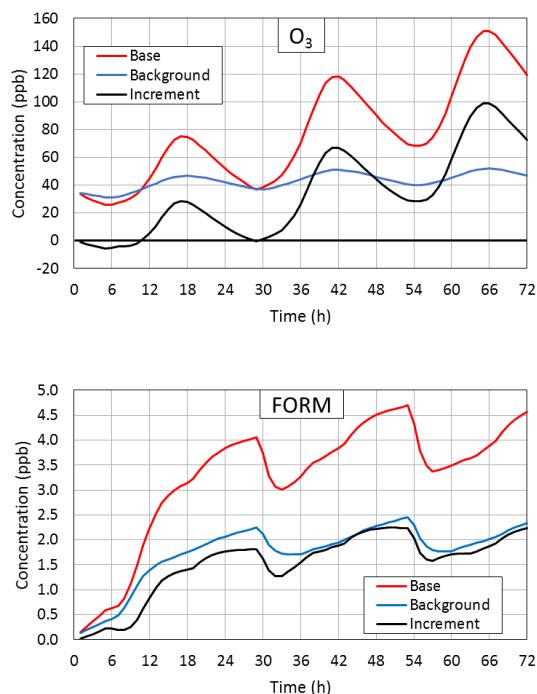 O3
Base
Background
Increment
Concentration (ppb)
160
140
120
100
80
60
40
20
0
-20
0 6 12 18 24 30 36 42 48 54 60 66 72
Time (h)
FORM
Concentration (ppb)
5.0
4.5
4.0
3.5
3.0
2.5
2.0
1.5
1.0
0.5
0.0
Base
Background
Increment
0 6 12 18 24 30 36 42 48 54 60 66 72
Time (h)